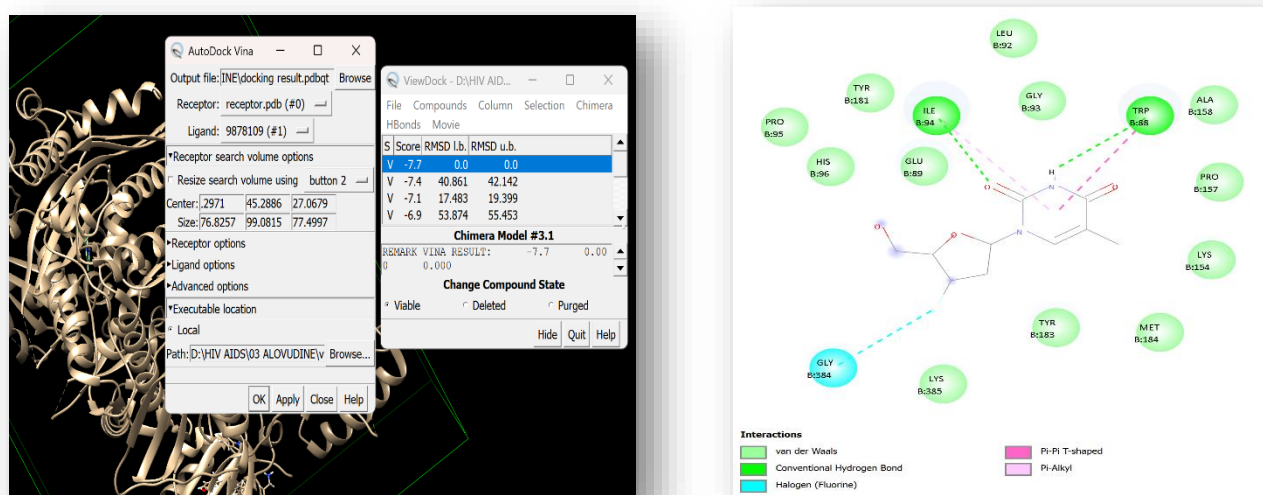 AutoDock Vina
Output file: INE\docking result.pdbqt Browse
Receptor: receptor.pdb (#0)
Ligand: 9878109 (#1)
Receptor search volume options
Resize search volume using button 2
Center: .2971 45.2886 27.0679
Size: 76.8257 99.0815 77.4997
Receptor options
Ligand options
Advanced options
Executable location
Local
Path: D:\HIV AIDS\03 ALOVUDINE\v Browse...
OK Apply Close Help
ViewDock - D:\HIV AID...
File Compounds Column Selection Chimera
HBonds Movie
S Score RMSD l.b. RMSD u.b.
V -7.7 0.0 0.0
V -7.4 40.861 42.142
V -7.1 17.483 19.399
V -6.9 53.874 55.453
Chimera Model #3.1
REMARK VINA RESULT: -7.7 0.00
0 0.000
Change Compound State
Viable Deleted Purged
Hide Quit Help
LEU
B:92
TYR
B:181
ILE
B:94
GLY
B:93
TRP
B:88
ALA
B:158
PRO
B:95
HIS
B:96
GLU
B:89
PRO
B:157
H
O
N
O
O
O
N
LYS
B:154
TYR
B:183
MET
B:184
GLY
B:384
LYS
B:385
Interactions
van der Waals
Conventional Hydrogen Bond
Halogen (Fluorine)
Pi-Pi T-shaped
Pi-Alkyl